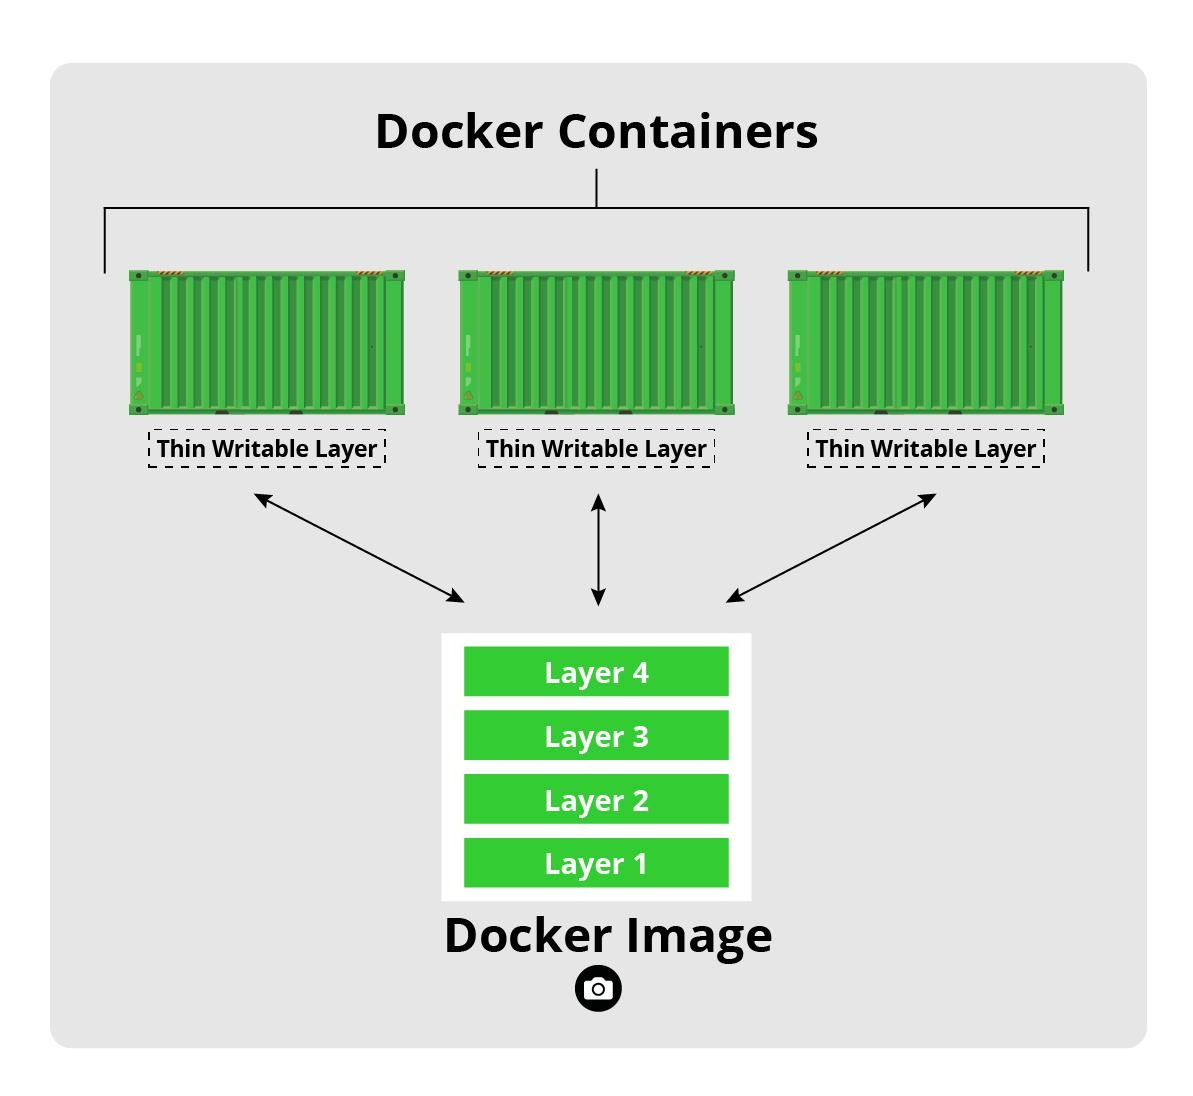 Docker Containers
Thin Writable Layer
Thin Writable Layer
Thin Writable Layer
Layer 4
Layer 3
Layer 2
Layer 1
Docker Image